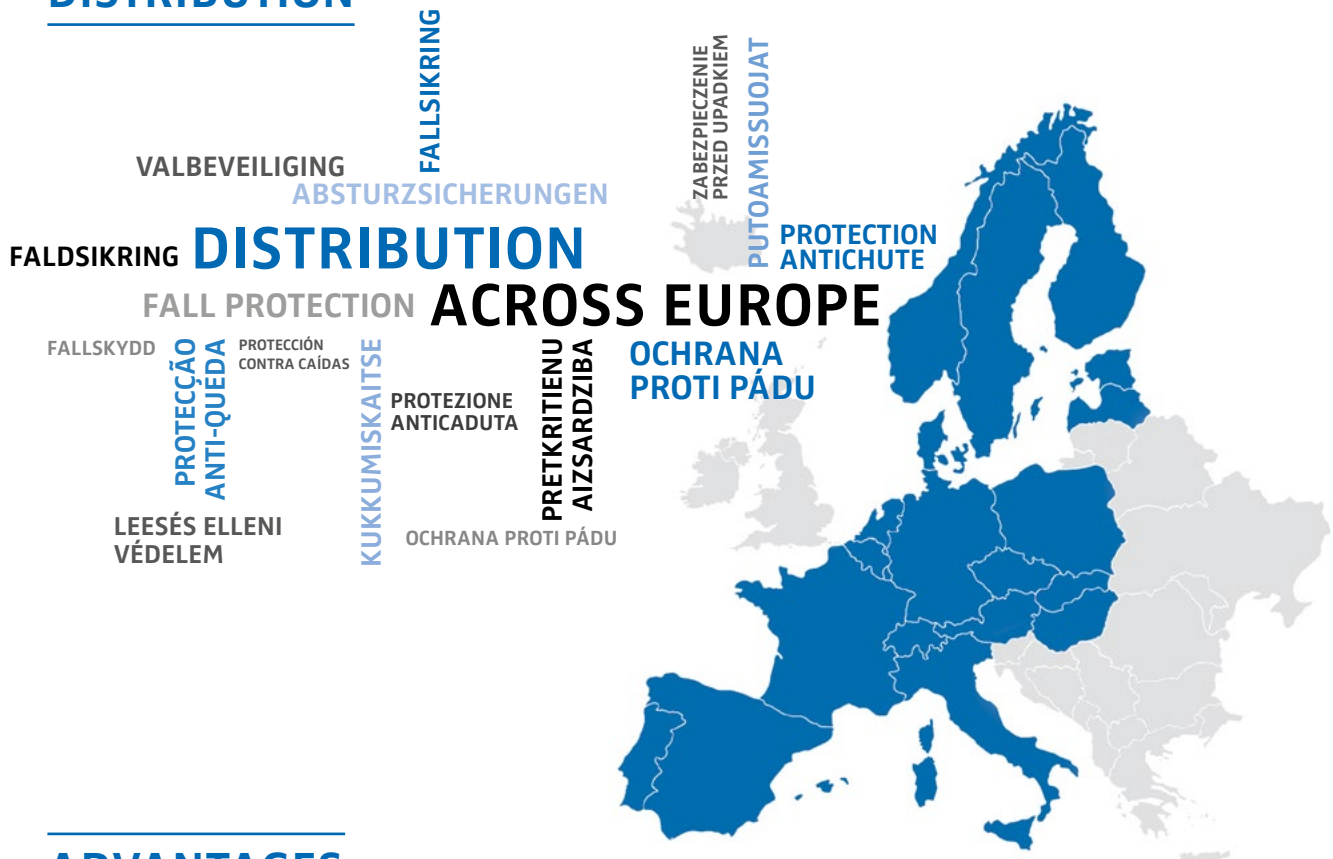 DISTRIBUTION
FALLSIKRING
ZABEZPIECZENIE
PRZED UPADKIEM
PUTOAMISSUOJAT
VALBEVEILIGING
ABSTURZSICHERUNGEN
FALDSIKRING DISTRIBUTION
PROTECTION
ANTICHUTE
FALL PROTECTION ACROSS EUROPE
FALLSKYDD
PROTECÇÃO
ANTI-QUEDA
PROTECCIÓN
CONTRA CAÍDAS
KUKKUMISKAITSE
PROTEZIONE
ANTICADUTA
PRETKRITIENU
AIZSARDZIBA
OCHRANA
PROTI PÁDU
LEESÉS ELLENI
VÉDELEM
OCHRANA PROTI PÁDU
ADVANTAGES